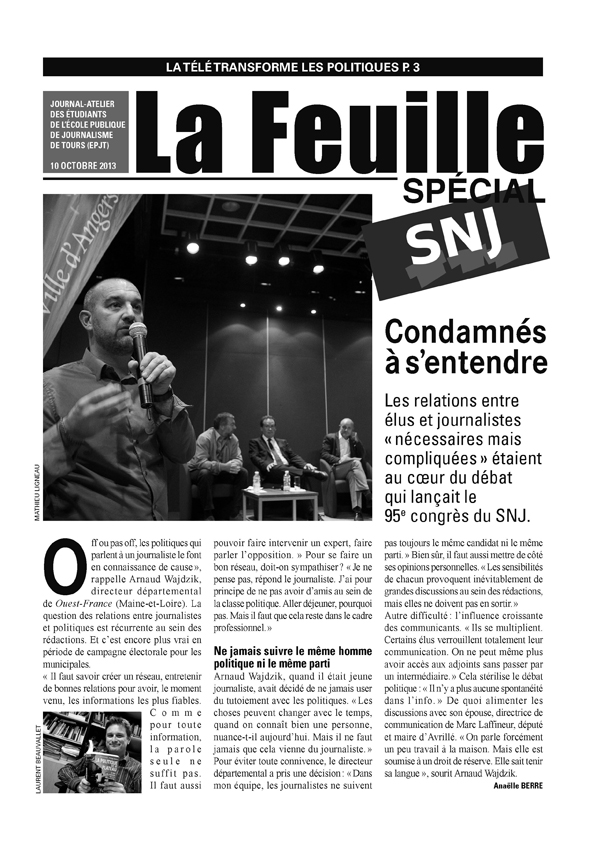 LA TÉLÉ TRANSFORME LES POLITIQUES P. 3
JOURNAL-ATELIER
DES ÉTUDIANTS
DE L'ÉCOLE PUBLIQUE
DE JOURNALISME
DE TOURS (EPJT)
10 OCTOBRE 2013
La Feuille
SPÉCIAL
SNJ
Ville d'Angers
MATHIEU LIGNEAU
Condamnés
à s'entendre
Les relations entre
élus et journalistes
« nécessaires mais
compliquées » étaient
au cœur du débat
qui lançait le
95e congrès du SNJ.
Off ou pas off, les politiques qui
parlent à un journaliste le font
en connaissance de cause »,
rappelle Arnaud Wajdzik,
directeur départemental
de Ouest-France (Maine-et-Loire). La
question des relations entre journalistes
et politiques est récurrente au sein des
rédactions. Et c'est encore plus vrai en
période de campagne électorale pour les
municipales.
« Il faut savoir créer un réseau, entretenir
de bonnes relations pour avoir, le moment
venu, les informations les plus fiables.
Comme
pour toute
information,
la parole
seule ne
suffit pas.
Il faut aussi
LAURENT BEAUVALLET
pouvoir faire intervenir un expert, faire
parler l'opposition. » Pour se faire un
bon réseau, doit-on sympathiser ? « Je ne
pense pas, répond le journaliste. J'ai pour
principe de ne pas avoir d'amis au sein de
la classe politique. Aller déjeuner, pourquoi
pas. Mais il faut que cela reste dans le cadre
professionnel. »
Ne jamais suivre le même homme
politique ni le même parti
Arnaud Wajdzik, quand il était jeune
journaliste, avait décidé de ne jamais user
du tutoiement avec les politiques. « Les
choses peuvent changer avec le temps,
quand on connaît bien une personne,
nuance-t-il aujourd'hui. Mais il ne faut
jamais que cela vienne du journaliste. »
Pour éviter toute connivence, le directeur
départemental a pris une décision : « Dans
mon équipe, les journalistes ne suivent
pas toujours le même candidat ni le même
parti. » Bien sûr, il faut aussi mettre de côté
ses opinions personnelles. « Les sensibilités
de chacun provoquent inévitablement de
grandes discussions au sein des rédactions,
mais elles ne doivent pas en sortir. »
Autre difficulté : l'influence croissante
des communicants. « Ils se multiplient.
Certains élus verrouillent totalement leur
communication. On ne peut même plus
avoir accès aux adjoints sans passer par
un intermédiaire. » Cela stérilise le débat
politique : « Il n'y a plus aucune spontanéité
dans l'info. » De quoi alimenter les
discussions avec son épouse, directrice de
communication de Marc Laffineur, député
et maire d'Avrillé. « On parle forcément
un peu travail à la maison. Mais elle est
soumise à un droit de réserve. Elle sait tenir
sa langue », sourit Arnaud Wajdzik.
Anaëlle BERRE